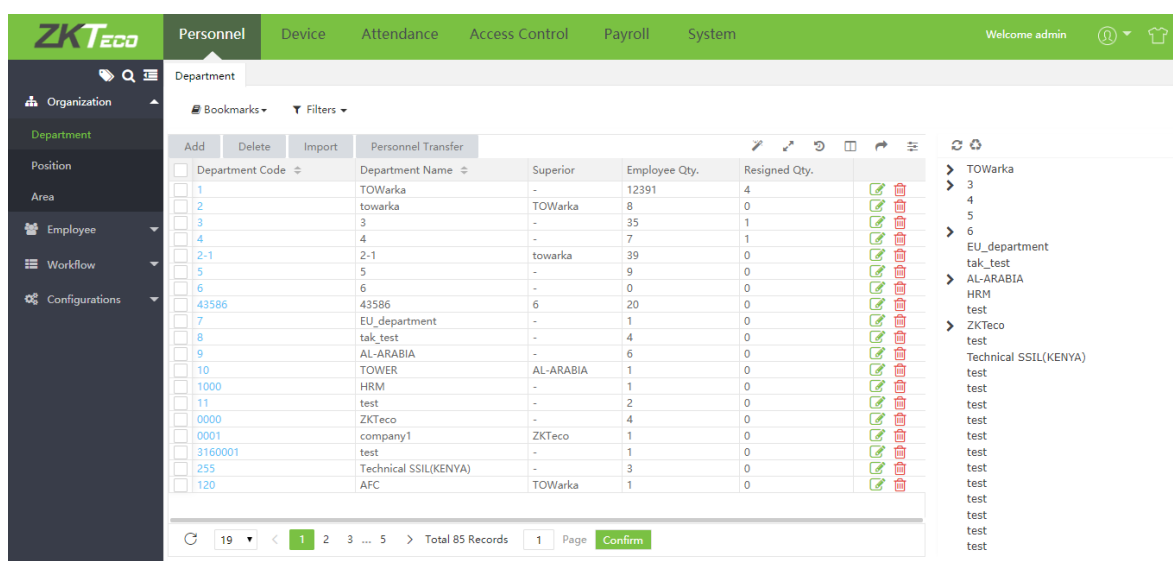 ZKTeco Personnel Device Attendance Access Control Payroll System Welcome admin
Department
Organization
Department
Position
Area
Employee
Workflow
Configurations
Bookmarks Filters
Add Delete Import Personnel Transfer
Department Code Department Name Superior Employee Qty. Resigned Qty.
1 TOWarka - 12391 4
2 towarka TOWarka 8 0
3 3 - 35 1
4 4 - 7 1
2-1 2-1 towarka 39 0
5 5 - 9 0
6 6 - 0 0
43586 43586 6 20 0
7 EU_department - 1 0
8 tak_test - 4 0
9 AL-ARABIA - 6 0
10 TOWER AL-ARABIA 1 0
1000 HRM - 1 0
11 test - 2 0
0000 ZKTeco - 4 0
0001 company1 ZKTeco 1 0
3160001 test - 1 0
255 Technical SSIL(KENYA) - 3 0
120 AFC TOWarka 1 0
19 < 1 2 3 ... 5 > Total 85 Records 1 Page Confirm
TOWarka
3
4
5
6
EU_department
tak_test
AL-ARABIA
HRM
test
ZKTeco
test
Technical SSIL(KENYA)
test
test
test
test
test
test
test
test
test
test
test
test